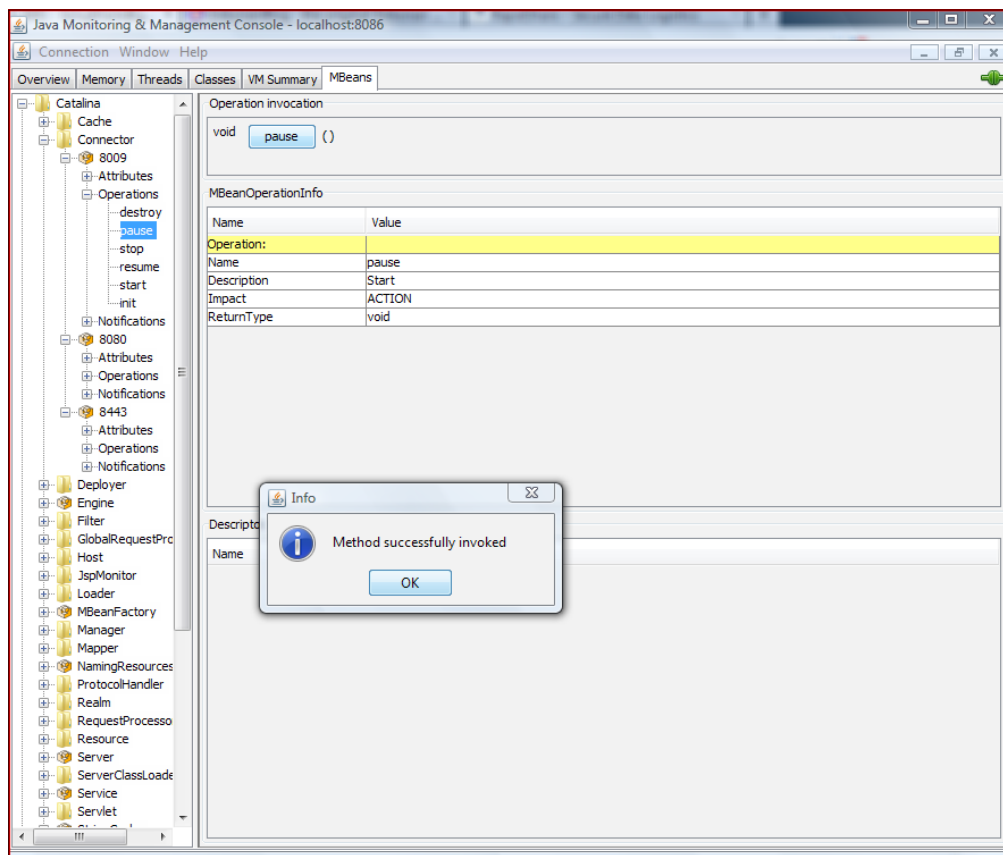 Java Monitoring & Management Console - localhost:8086
Connection Window Help
Overview Memory Threads Classes VM Summary MBeans
Catalina
Cache
Connector
8009
Attributes
Operations
destroy
pause
stop
resume
start
init
Notifications
8080
Attributes
Operations
Notifications
8443
Attributes
Operations
Notifications
Deployer
Engine
Filter
GlobalRequestPro
Host
JspMonitor
Loader
MBeanFactory
Manager
Mapper
NamingResources
ProtocolHandler
Realm
RequestProcesso
Resource
Server
ServerClassLoade
Service
Servlet
Operation invocation
void pause ( )
MBeanOperationInfo
Name Value
Operation:
Name pause
Description Start
Impact ACTION
ReturnType void
Descripto
Name
Info
Method successfully invoked
OK